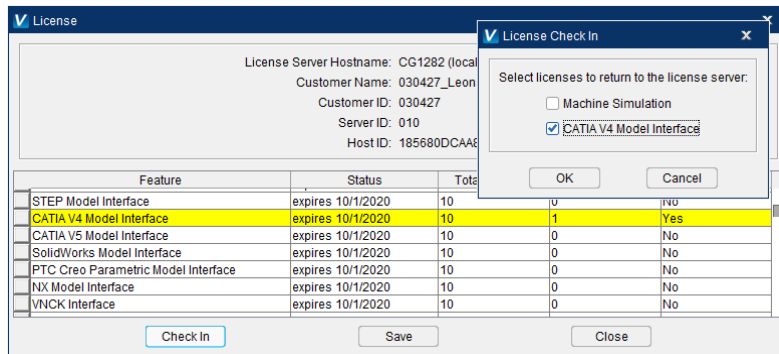 License
License Server Hostname: CG1282 (local
Customer Name: 030427_Leon
Customer ID: 030427
Server ID: 010
Host ID: 185680DCAA8
License Check In
x
Select licenses to return to the license server:
Machine Simulation
CATIA V4 Model Interface
OK Cancel
Feature Status Tota
STEP Model Interface expires 10/1/2020 10 0 No
CATIA V4 Model Interface expires 10/1/2020 10 1 Yes
CATIA V5 Model Interface expires 10/1/2020 10 0 No
SolidWorks Model Interface expires 10/1/2020 10 0 No
PTC Creo Parametric Model Interface expires 10/1/2020 10 0 No
NX Model Interface expires 10/1/2020 10 0 No
VNCK Interface expires 10/1/2020 10 0 No
Check In Save Close